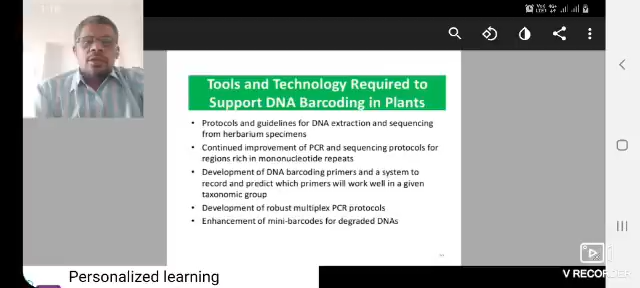 Tools and Technology Required to
Support DNA Barcoding in Plants
• Protocols and guidelines for DNA extraction and sequencing
from herbarium specimens
• Continued improvement of PCR and sequencing protocols for
regions rich in mononucleotide repeats
• Development of DNA barcoding primers and a system to
record and predict which primers will work well in a given
taxonomic group
• Development of robust multiplex PCR protocols
• Enhancement of mini-barcodes for degraded DNAs
V RECORDER
Personalized learning